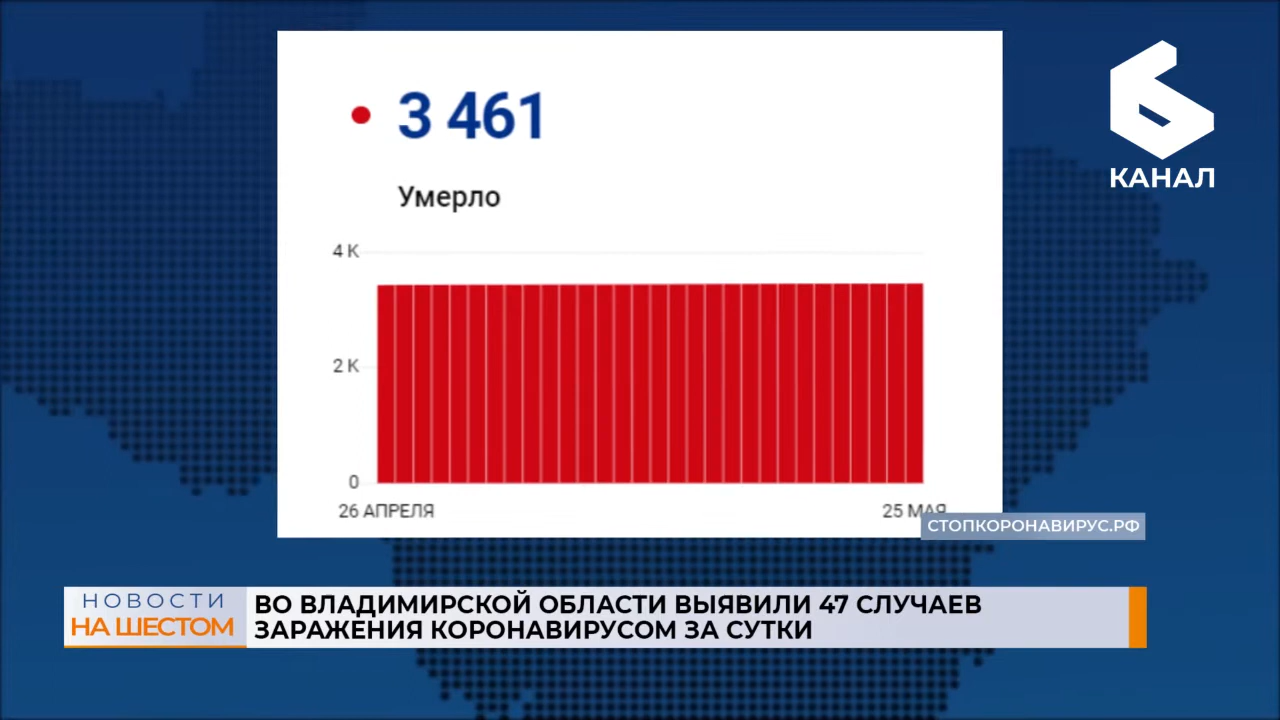 3 461
Умерло
4 K
2 K
0
26 АПРЕЛЯ
25 МАЯ
СТОПКОРОНАВИРУС.РФ
КАНАЛ
НОВОСТИ
НА ШЕСТОМ
ВО ВЛАДИМИРСКОЙ ОБЛАСТИ ВЫЯВИЛИ 47 СЛУЧАЕВ
ЗАРАЖЕНИЯ КОРОНАВИРУСОМ ЗА СУТКИ